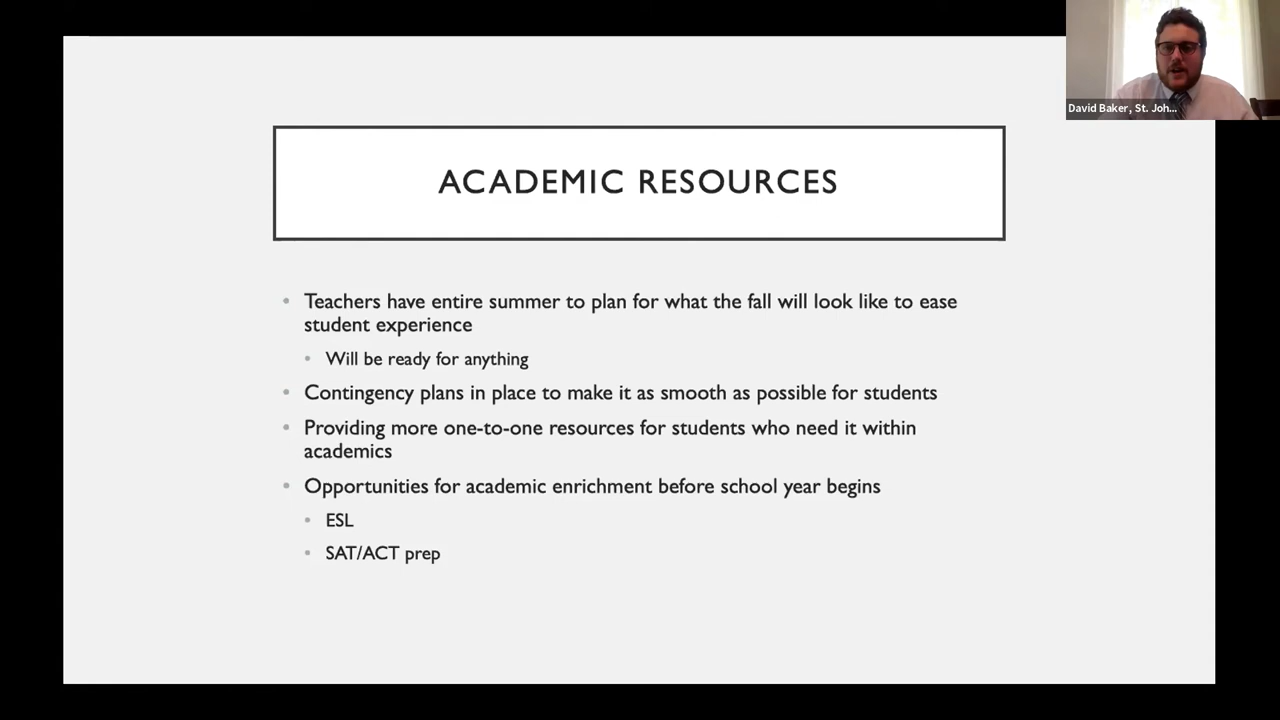 David Baker, St. Joh...
ACADEMIC RESOURCES
• Teachers have entire summer to plan for what the fall will look like to ease
student experience
• Will be ready for anything
• Contingency plans in place to make it as smooth as possible for students
• Providing more one-to-one resources for students who need it within
academics
• Opportunities for academic enrichment before school year begins
• ESL
• SAT/ACT prep